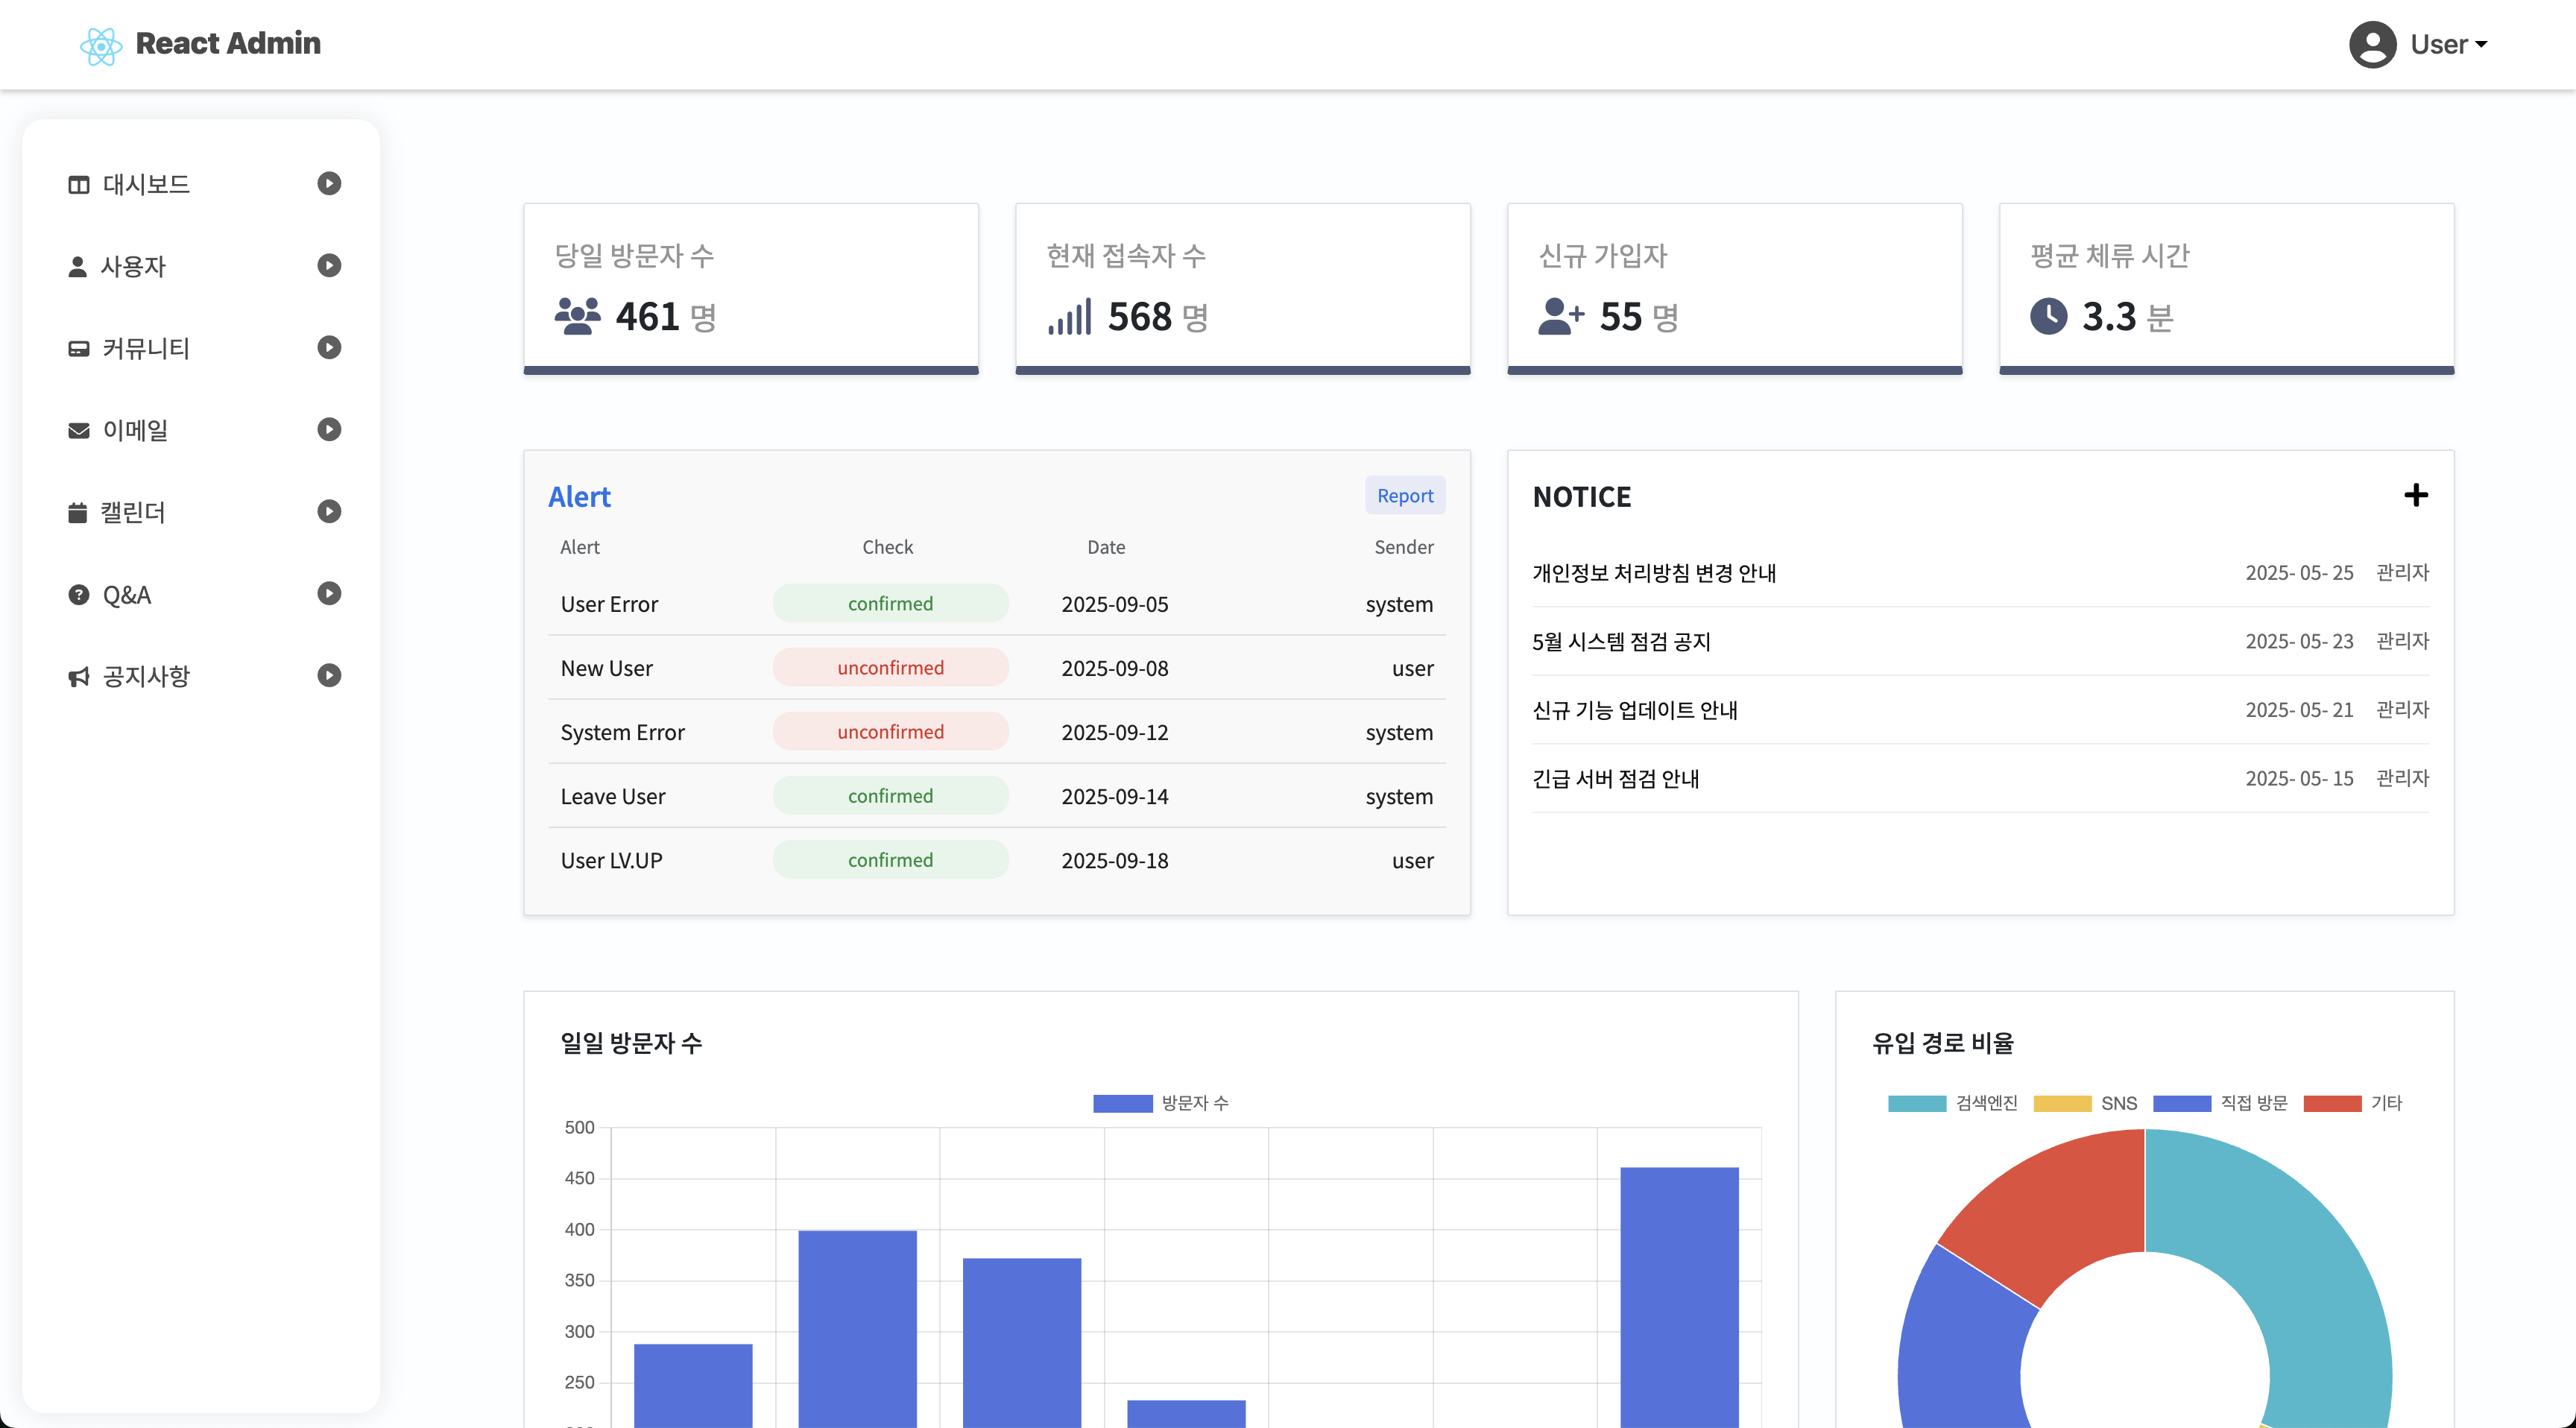 React Admin
User
대시보드
사용자
커뮤니티
이메일
캘린더
Q&A
공지사항
당일 방문자 수
461 명
현재 접속자 수
568 명
신규 가입자
55 명
평균 체류 시간
3.3 분
Alert
Report
Alert Check Date Sender
User Error confirmed 2025-09-05 system
New User unconfirmed 2025-09-08 user
System Error unconfirmed 2025-09-12 system
Leave User confirmed 2025-09-14 system
User LV.UP confirmed 2025-09-18 user
NOTICE
개인정보 처리방침 변경 안내 2025- 05- 25 관리자
5월 시스템 점검 공지 2025- 05- 23 관리자
신규 기능 업데이트 안내 2025- 05- 21 관리자
긴급 서버 점검 안내 2025- 05- 15 관리자
일일 방문자 수
방문자 수
500
450
400
350
300
250
유입 경로 비율
검색엔진 SNS 직접 방문 기타